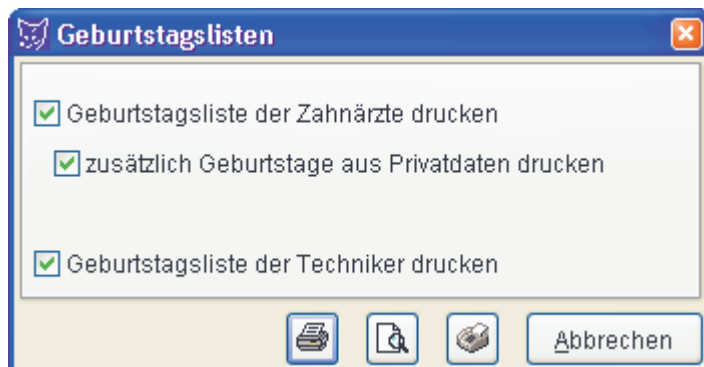 Geburtstagslisten
Geburtstagsliste der Zahnärzte drucken
zusätzlich Geburtstage aus Privatdaten drucken
Geburtstagsliste der Techniker drucken
Abbrechen